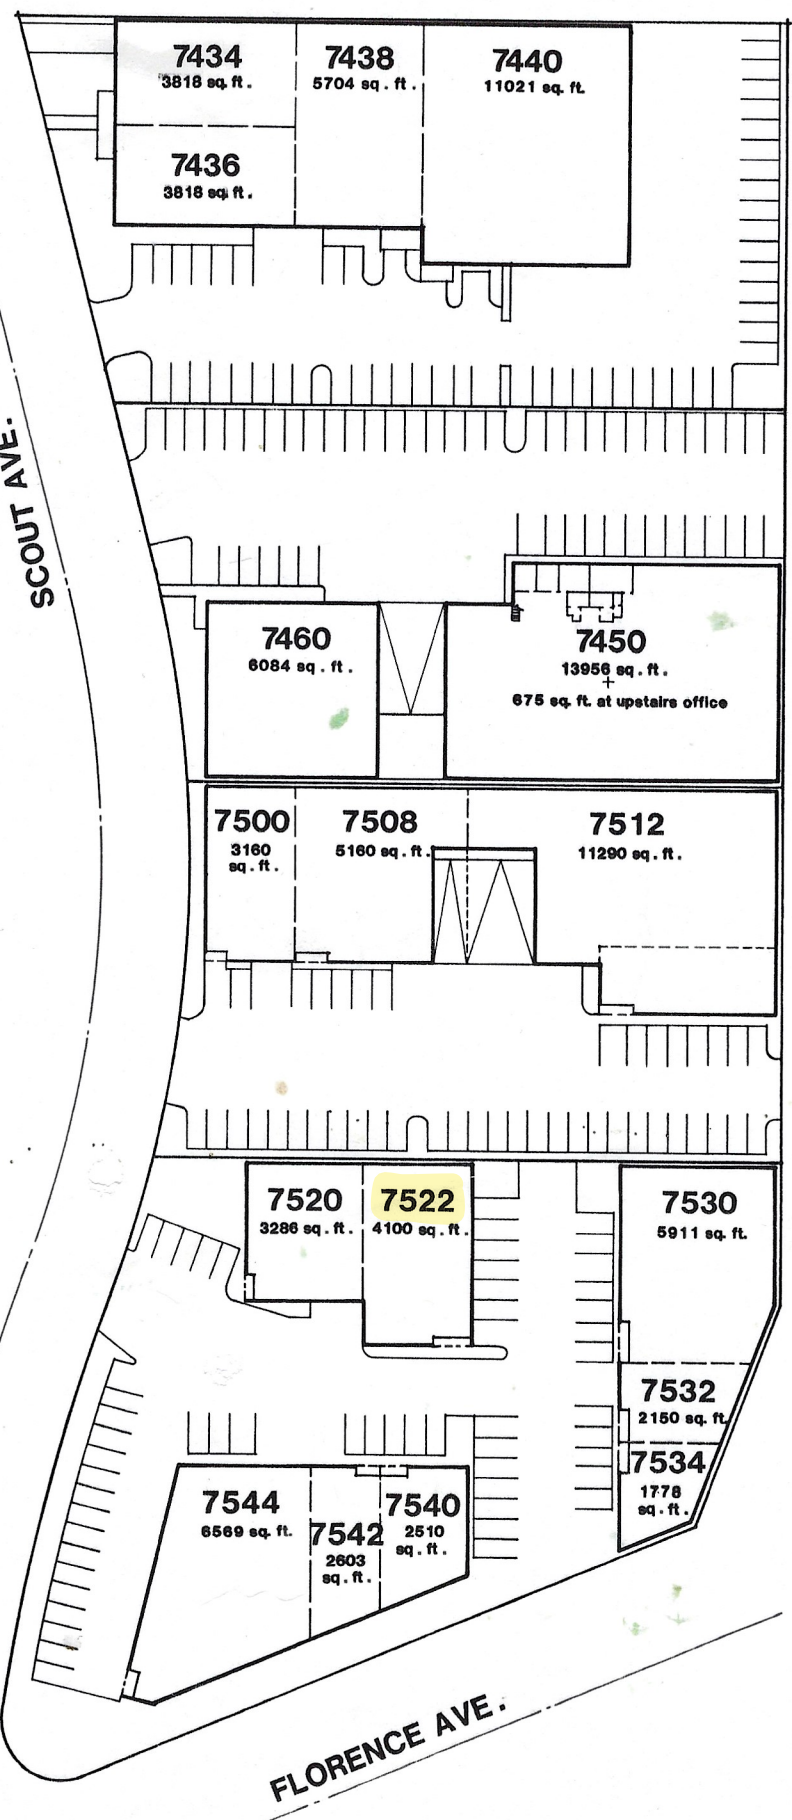 7434
3818 sq. ft.
7438
5704 sq. ft.
7440
11021 sq. ft.
7436
3818 sq. ft.
SCOUT AVE.
7460
6084 sq. ft.
7450
13956 sq. ft.
+
675 sq. ft. at upstairs office
7500
3160
sq. ft.
7508
5160 sq. ft.
7512
11290 sq. ft.
7520
3286 sq. ft.
7522
4100 sq. ft.
7530
5911 sq. ft.
7532
2150 sq. ft.
7534
1778
sq. ft.
7544
6569 sq. ft.
7542
2603
sq. ft.
7540
2510
sq. ft.
FLORENCE AVE.